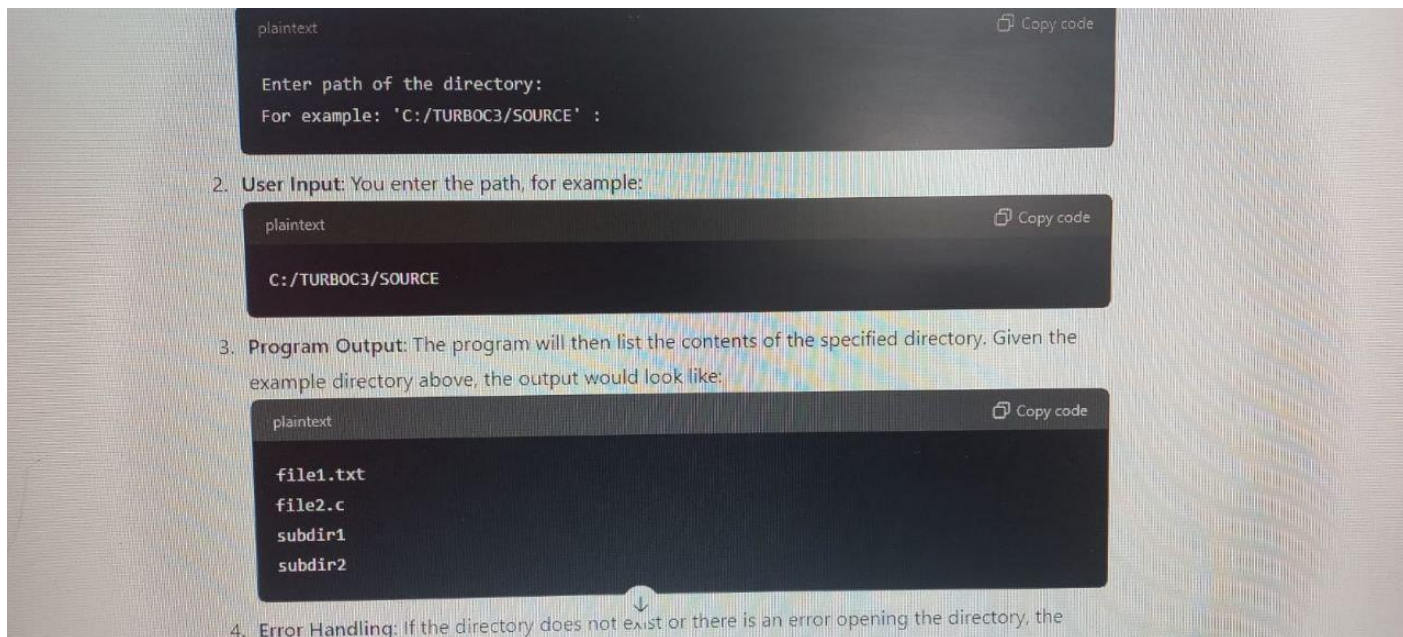 plaintext
Copy code
Enter path of the directory:
For example: 'C:/TURBOC3/SOURCE' :
2. User Input: You enter the path, for example:
plaintext
Copy code
C:/TURBOC3/SOURCE
3. Program Output: The program will then list the contents of the specified directory. Given the
example directory above, the output would look like:
plaintext
Copy code
file1.txt
file2.c
subdir1
subdir2
4. Error Handling: If the directory does not exist or there is an error opening the directory, the